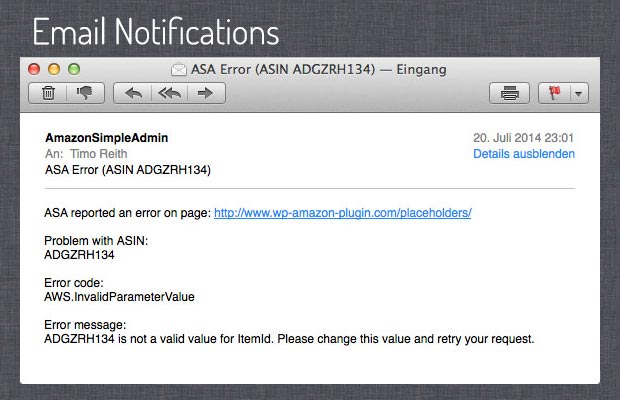 Email Notifications
ASA Error (ASIN ADGZRH134) — Eingang
AmazonSimpleAdmin
20. Juli 2014 23:01
An: Timo Reith
Details ausblenden
ASA Error (ASIN ADGZRH134)
ASA reported an error on page: http://www.wp-amazon-plugin.com/placeholders/
Problem with ASIN:
ADGZRH134
Error code:
AWS.InvalidParameterValue
Error message:
ADGZRH134 is not a valid value for ItemId. Please change this value and retry your request.